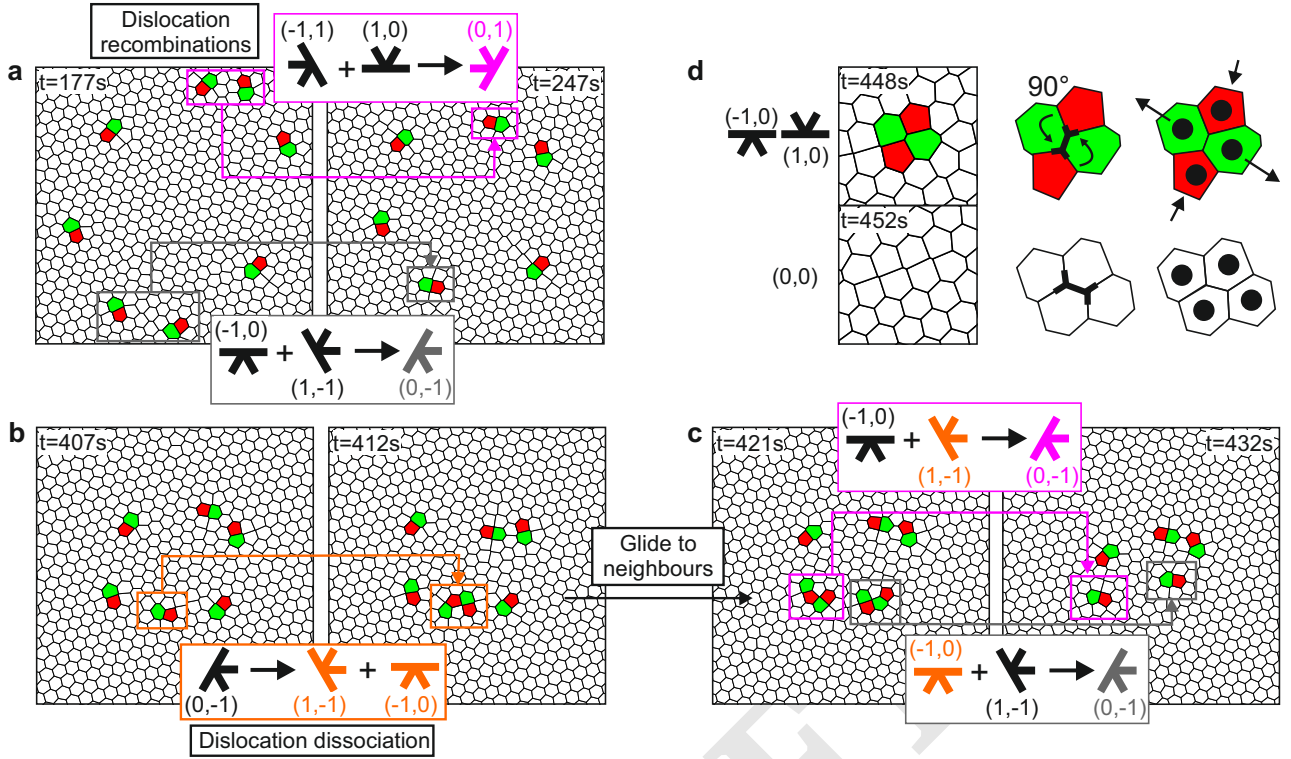 Dislocation
recombinations
(-1,1)
(1,0)
(0,1)
+
a
t=177s
t=247s
(-1,0)
+
(1,-1)
(0,-1)
d
t=448s
(-1,0)
(1,0)
90°
t=452s
(0,0)
b
t=407s
t=412s
+
(0,-1)
(1,-1)
(-1,0)
Dislocation dissociation
Glide to
neighbours
c
t=421s
t=432s
(-1,0)
+
(1,-1)
(0,-1)
(-1,0)
+
(1,-1)
(0,-1)